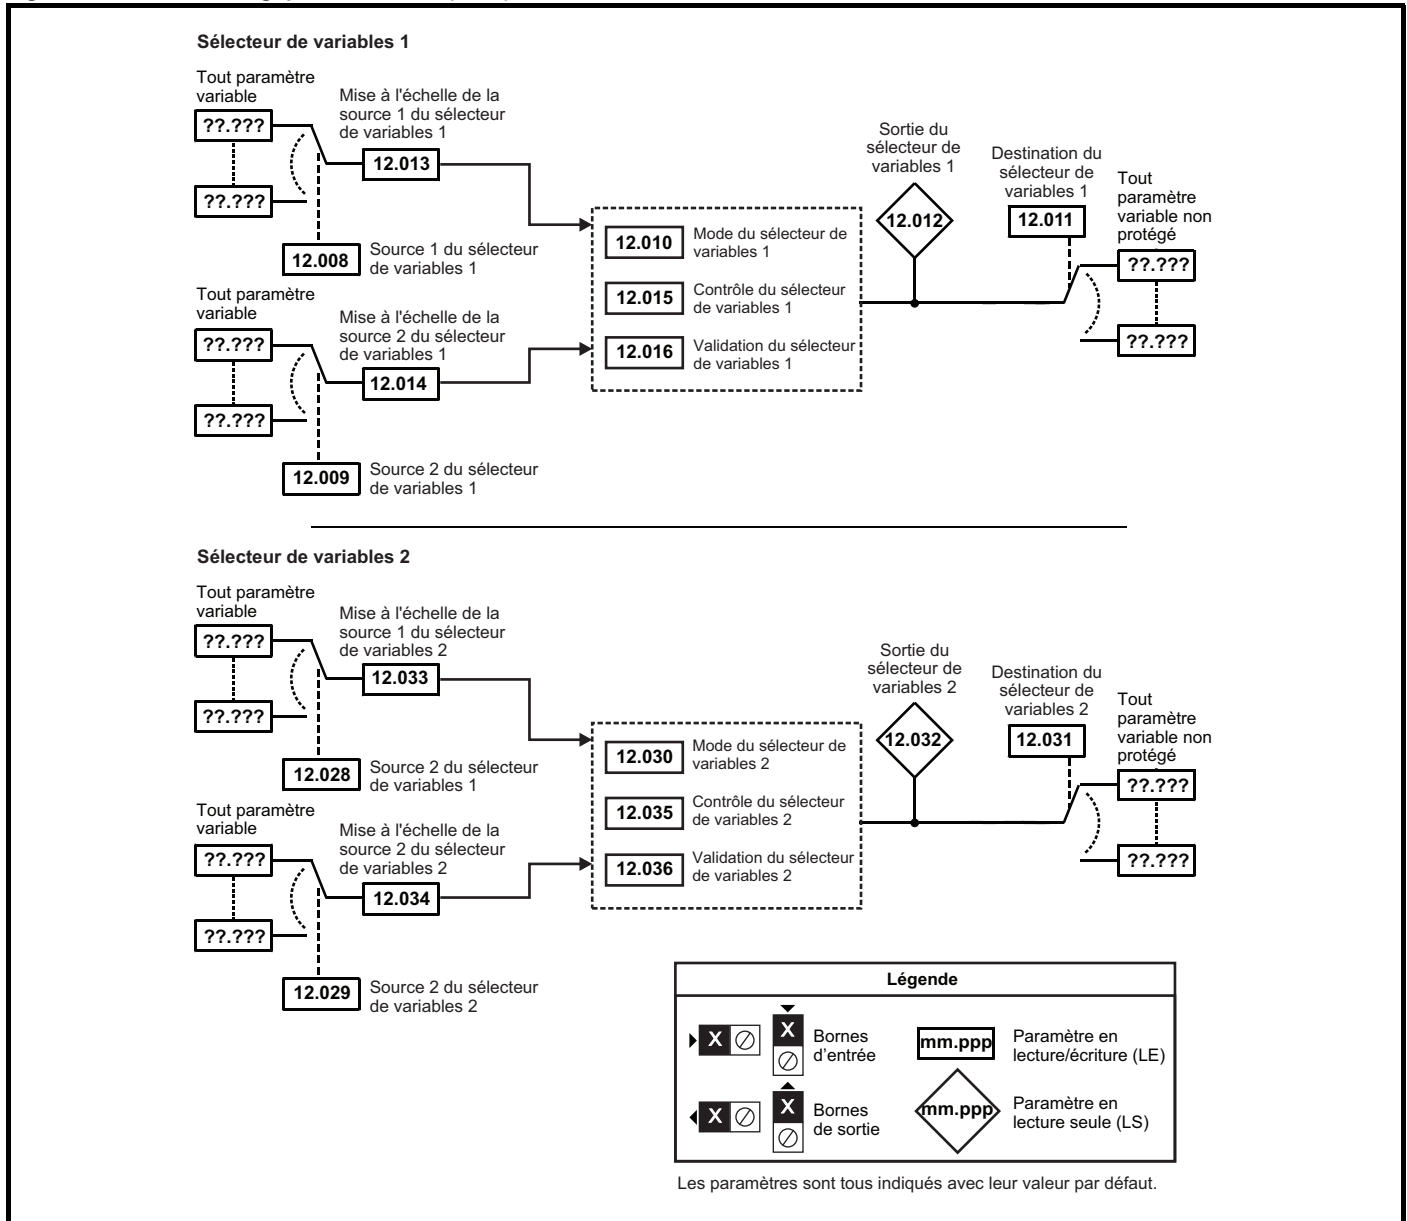 Sélecteur de variables 1
Tout paramètre
variable
??.???
??.???
Mise à l'échelle de la
source 1 du sélecteur
de variables 1
12.013
12.008
Source 1 du sélecteur
de variables 1
Tout paramètre
variable
??.???
??.???
Mise à l'échelle de la
source 2 du sélecteur
de variables 1
12.014
12.009
Source 2 du sélecteur
de variables 1
12.010
Mode du sélecteur de
variables 1
12.015
Contrôle du sélecteur
de variables 1
12.016
Validation du sélecteur
de variables 1
Sortie du
sélecteur de
variables 1
12.012
Destination du
sélecteur de
variables 1
12.011
Tout
paramètre
variable non
protégé
??.???
??.???
Sélecteur de variables 2
Tout paramètre
variable
??.???
??.???
Mise à l'échelle de la
source 1 du sélecteur
de variables 2
12.033
12.028
Source 2 du sélecteur
de variables 1
Tout paramètre
variable
??.???
??.???
Mise à l'échelle de la
source 2 du sélecteur
de variables 2
12.034
12.029
Source 2 du sélecteur
de variables 2
12.030
Mode du sélecteur de
variables 2
12.035
Contrôle du sélecteur
de variables 2
12.036
Validation du sélecteur
de variables 2
Sortie du
sélecteur de
variables 2
12.032
Destination du
sélecteur de
variables 2
12.031
Tout
paramètre
variable non
protégé
??.???
??.???
Légende
X
X
Bornes
d'entrée
mm.ppp
Paramètre en
lecture/écriture (LE)
X
X
Bornes
de sortie
mm.ppp
Paramètre en
lecture seule (LS)
Les paramètres sont tous indiqués avec leur valeur par défaut.